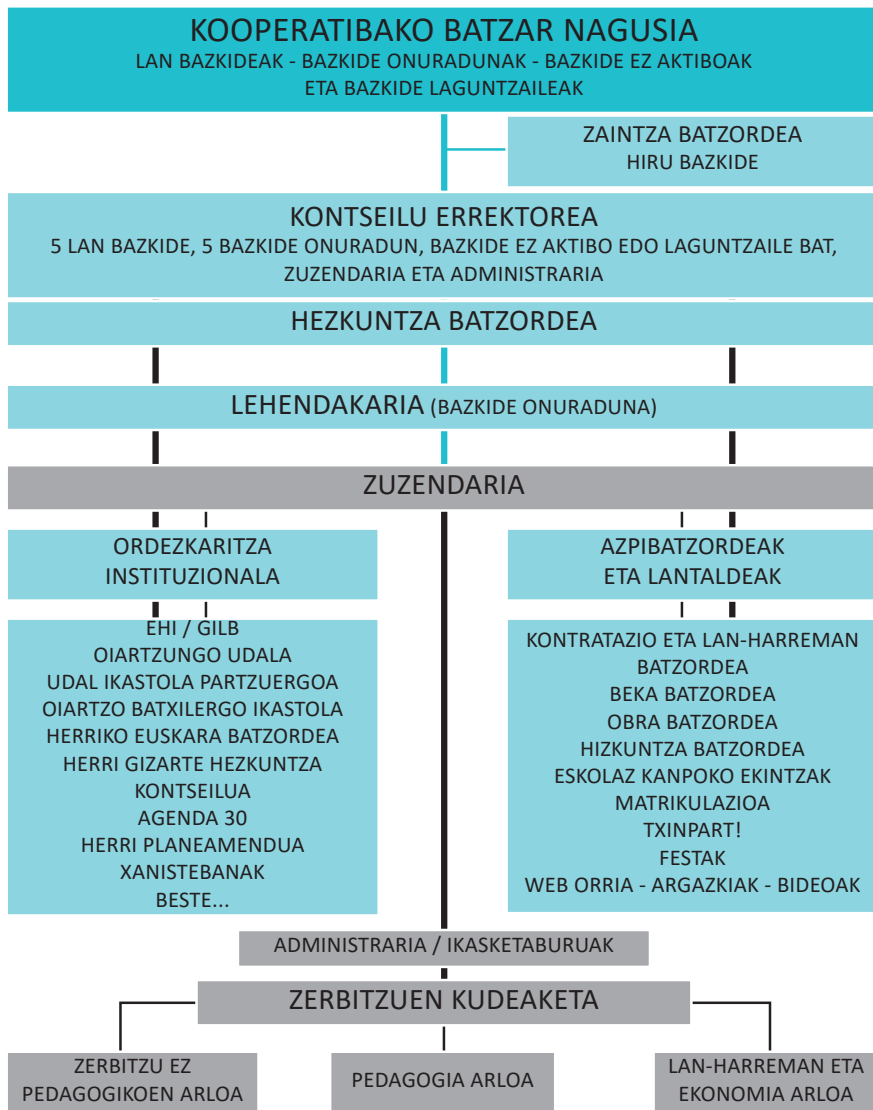 KOOPERATIBAKO BATZAR NAGUSIA
LAN BAZKIDEAK - BAZKIDE ONURADUNAK - BAZKIDE EZ AKTIBOAK
ETA BAZKIDE LAGUNTZAILEAK
ZAINTZA BATZORDEA
HIRU BAZKIDE
KONTSEILU ERREKTOREA
5 LAN BAZKIDE, 5 BAZKIDE ONURADUN, BAZKIDE EZ AKTIBO EDO LAGUNTZAILE BAT,
ZUZENDARIA ETA ADMINISTRARIA
HEZKUNTZA BATZORDEA
LEHENDAKARIA (BAZKIDE ONURADUNA)
ZUZENDARIA
ORDEZKARITZA
INSTITUZIONALA
EHI / GILB
OIARTZUNGO UDALA
UDAL IKASTOLA PARTZUERGOA
OIARTZO BATXILERGO IKASTOLA
HERRIKO EUSKARA BATZORDEA
HERRI GIZARTE HEZKUNTZA
KONTSEILUA
AGENDA 30
HERRI PLANEAMENDUA
XANISTEBANAK
BESTE...
AZPIBATZORDEAK
ETA LANTALDEAK
KONTRATAZIO ETA LAN-HARREMAN
BATZORDEA
BEKA BATZORDEA
OBRA BATZORDEA
HIZKUNTZA BATZORDEA
ESKOLAZ KANPOKO EKINTZAK
MATRIKULAZIOA
TXINPART!
FESTAK
WEB ORRIA - ARGAZKIAK - BIDEOAK
ADMINISTRARIA / IKASKETABURUAK
ZERBITZUEN KUDEAKETA
ZERBITZU EZ
PEDAGOGIKOEN ARLOA
PEDAGOGIA ARLOA
LAN-HARREMAN ETA
EKONOMIA ARLOA